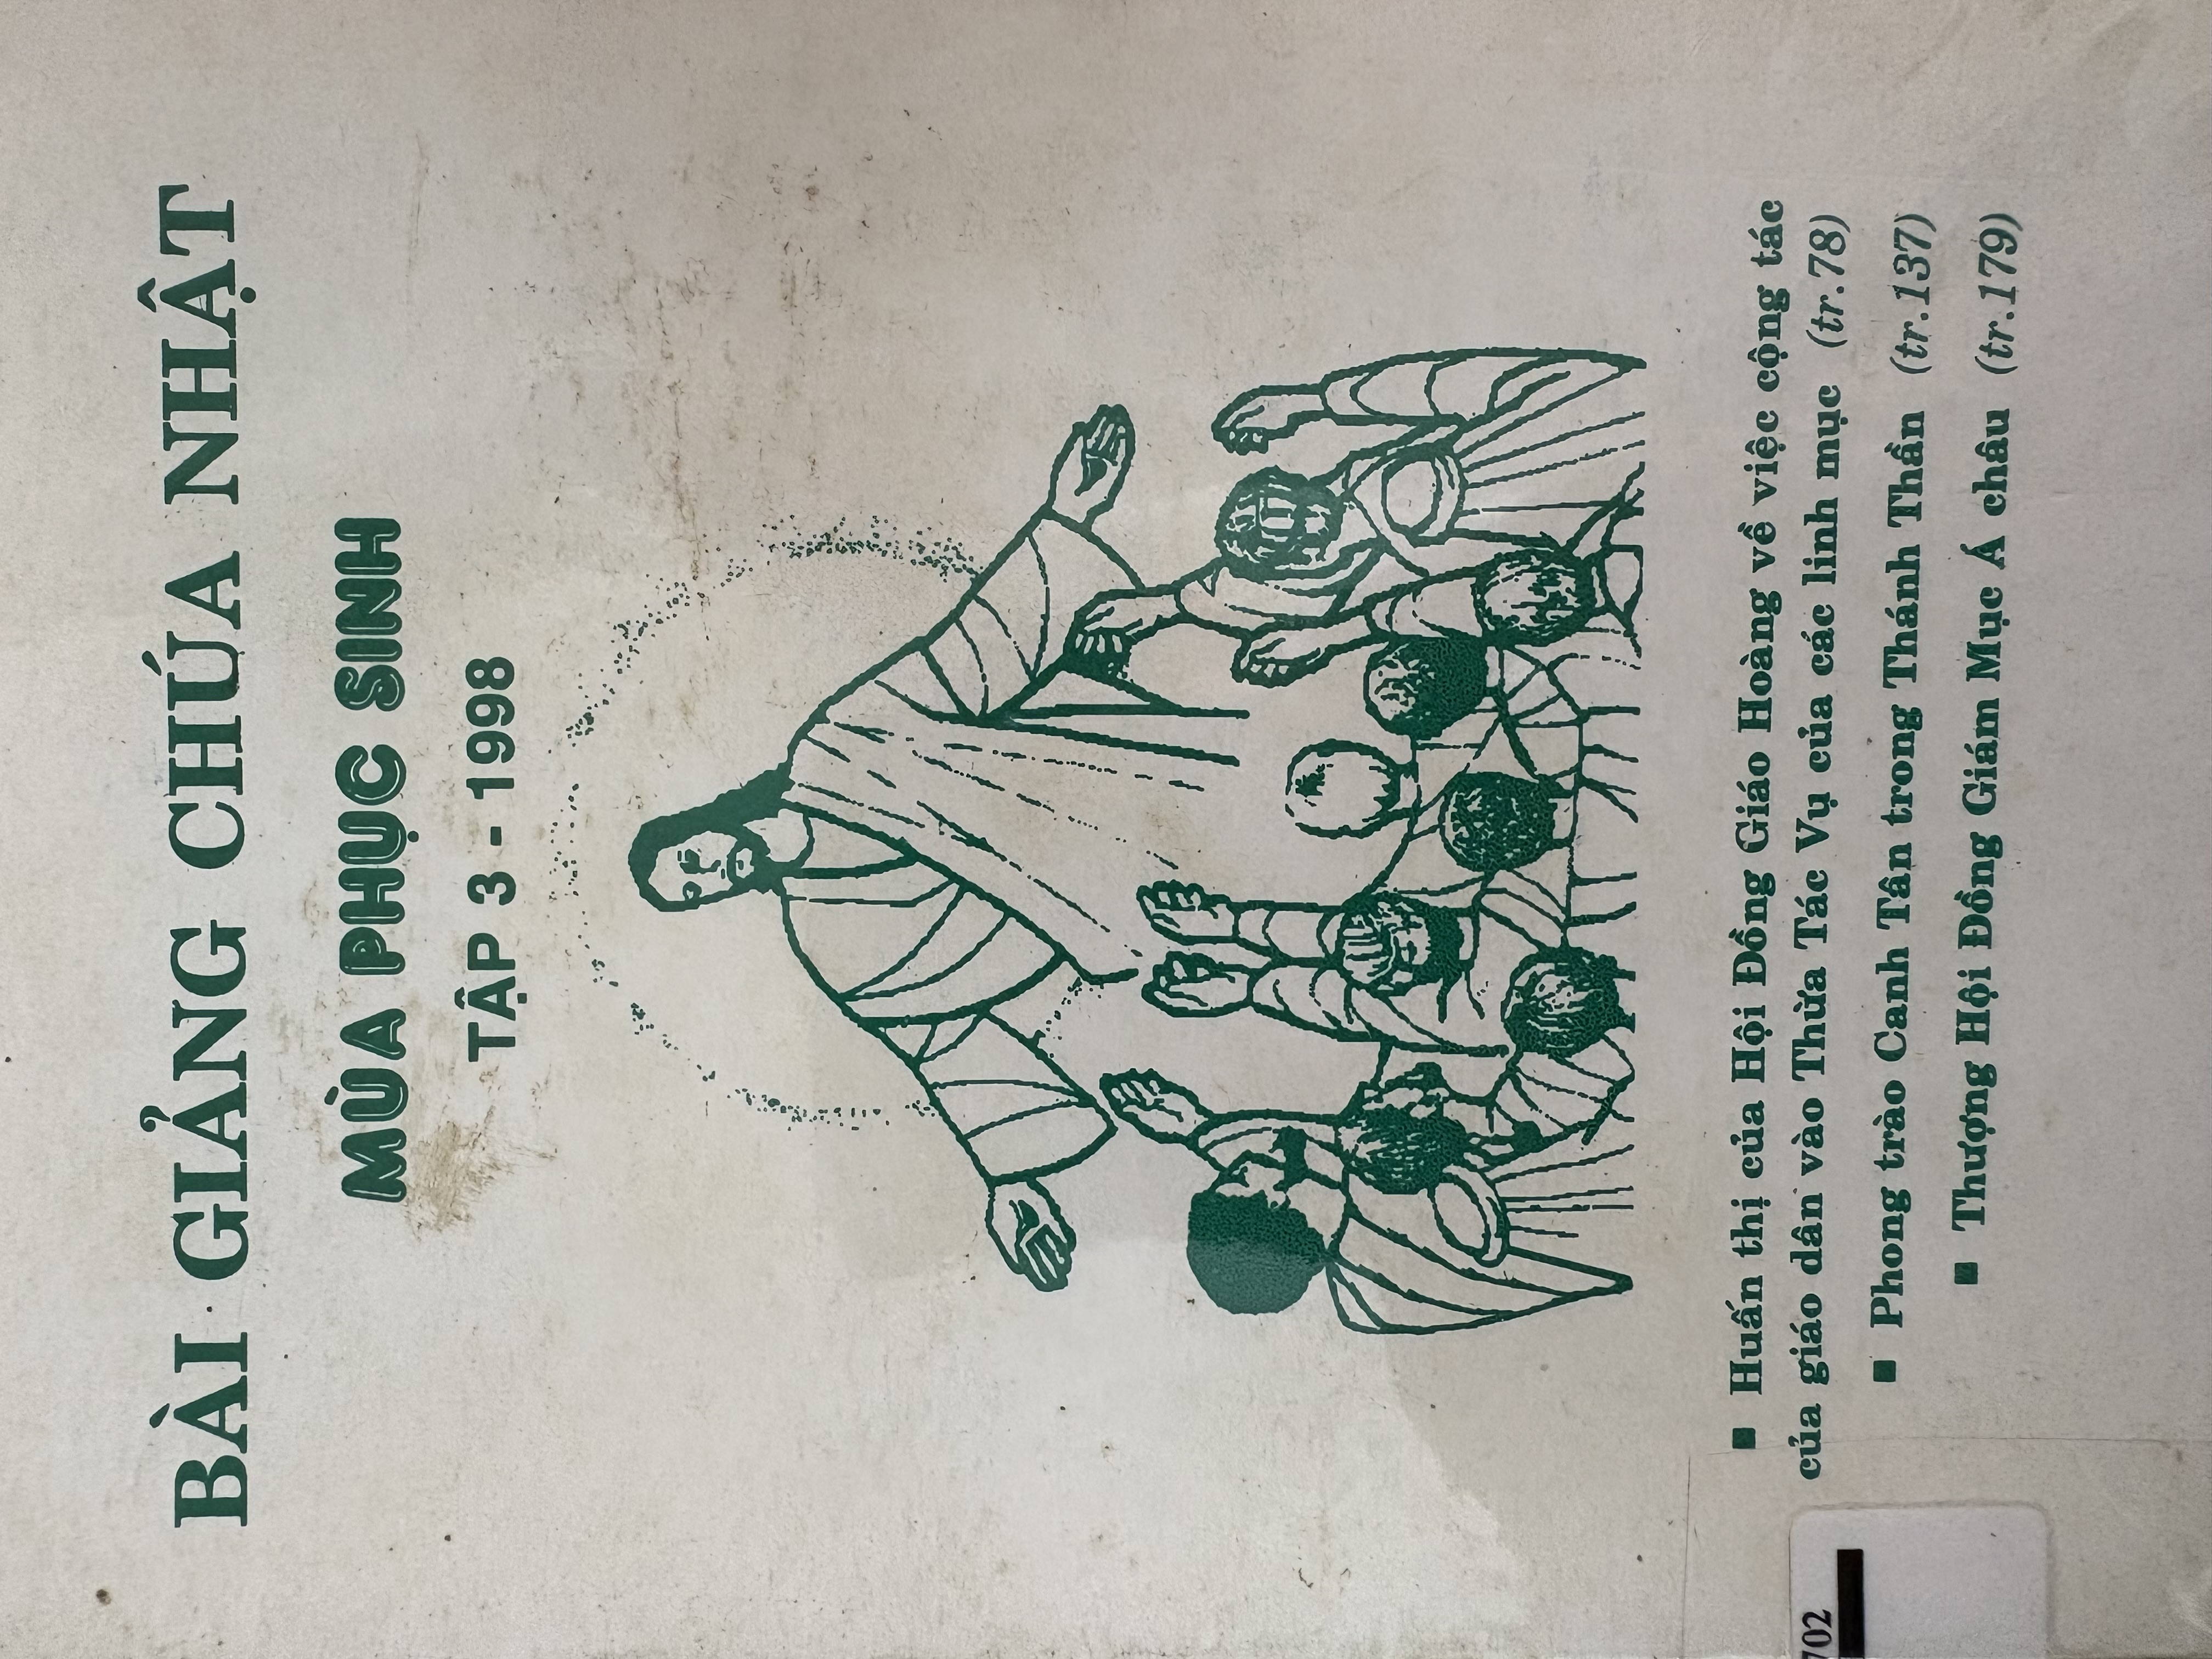 BÀI GIẢNG CHÚA NHẬT
MÙA PHỤC SINH
TẬP 3 - 1998
■ Huấn thị của Hội Đồng Giáo Hoàng về việc cộng tác
của giáo dân vào Thừa Tác Vụ của các linh mục (tr.78)
■ Phong trào Canh Tân trong Thánh Thần (tr.137)
■ Thượng Hội Đồng Giám Mục Á châu (tr.179)
702